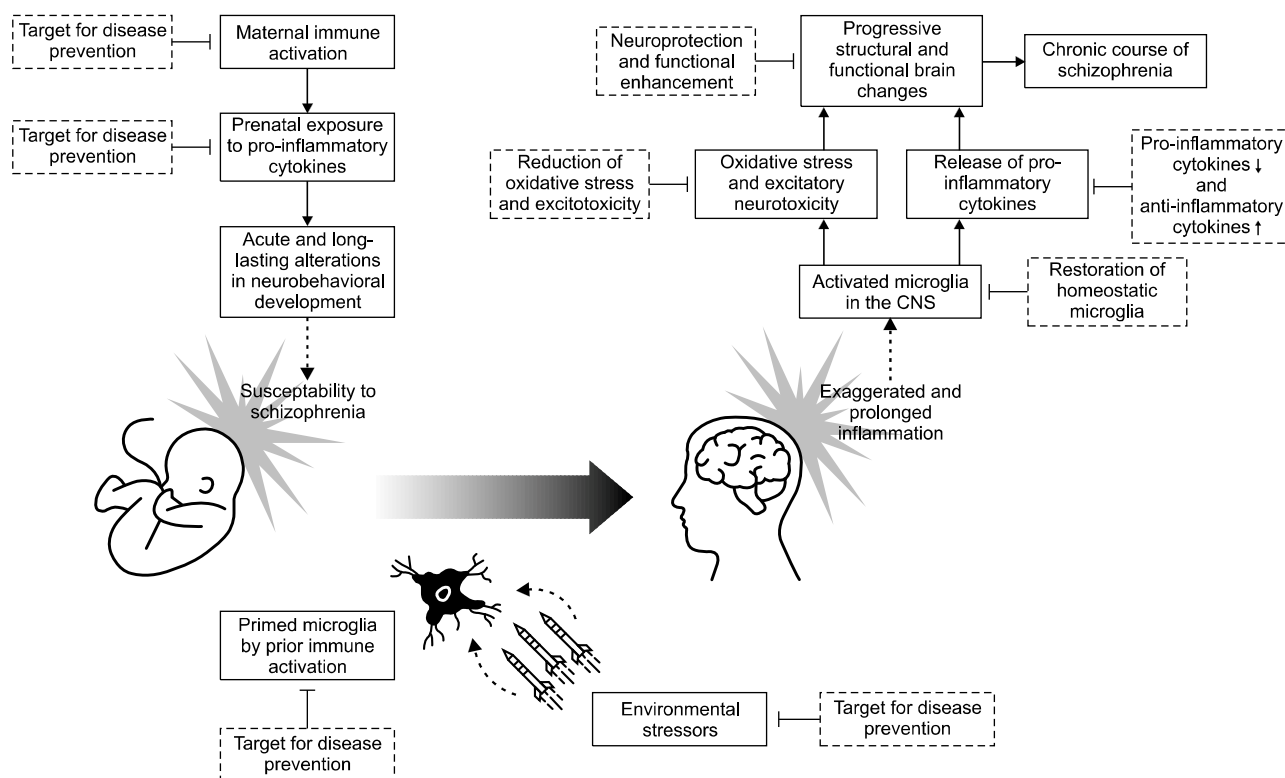 Target for disease
prevention
Maternal immune
activation
Target for disease
prevention
Prenatal exposure
to pro-inflammatory
cytokines
Acute and long-
lasting alterations
in neurobehavioral
development
Susceptability to
schizophrenia
Neuroprotection
and functional
enhancement
Progressive
structural and
functional brain
changes
Chronic course of
schizophrenia
Reduction of
oxidative stress
and excitotoxicity
Oxidative stress
and excitatory
neurotoxicity
Release of pro-
inflammatory
cytokines
Pro-inflammatory
cytokines ↓
and
anti-inflammatory
cytokines ↑
Activated microglia
in the CNS
Restoration of
homeostatic
microglia
Exaggerated and
prolonged
inflammation
Primed microglia
by prior immune
activation
Target for disease
prevention
Environmental
stressors
Target for disease
prevention